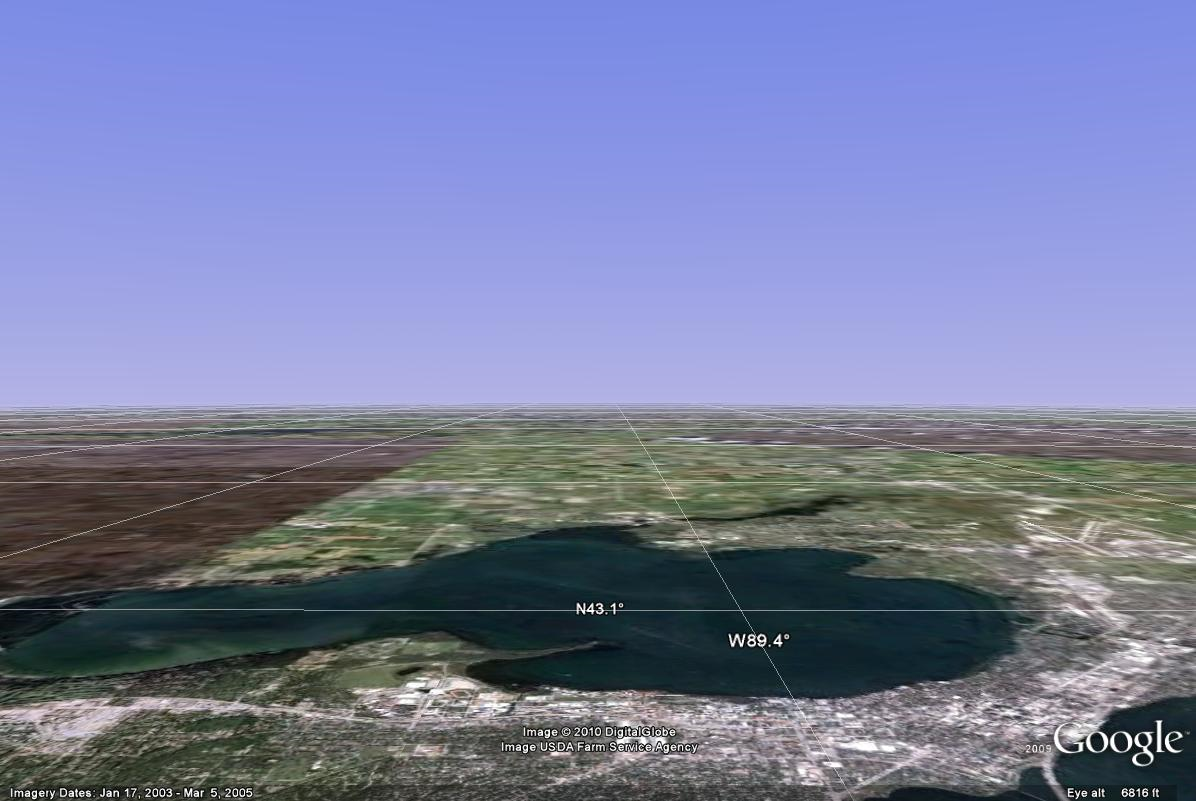 N43.1°
W89.4°
Image © 2010 DigitalGlobe
Image USDA Farm Service Agency
2009 Google™
Imagery Dates: Jan 17, 2003 - Mar 5, 2005
Eye alt 6816 ft